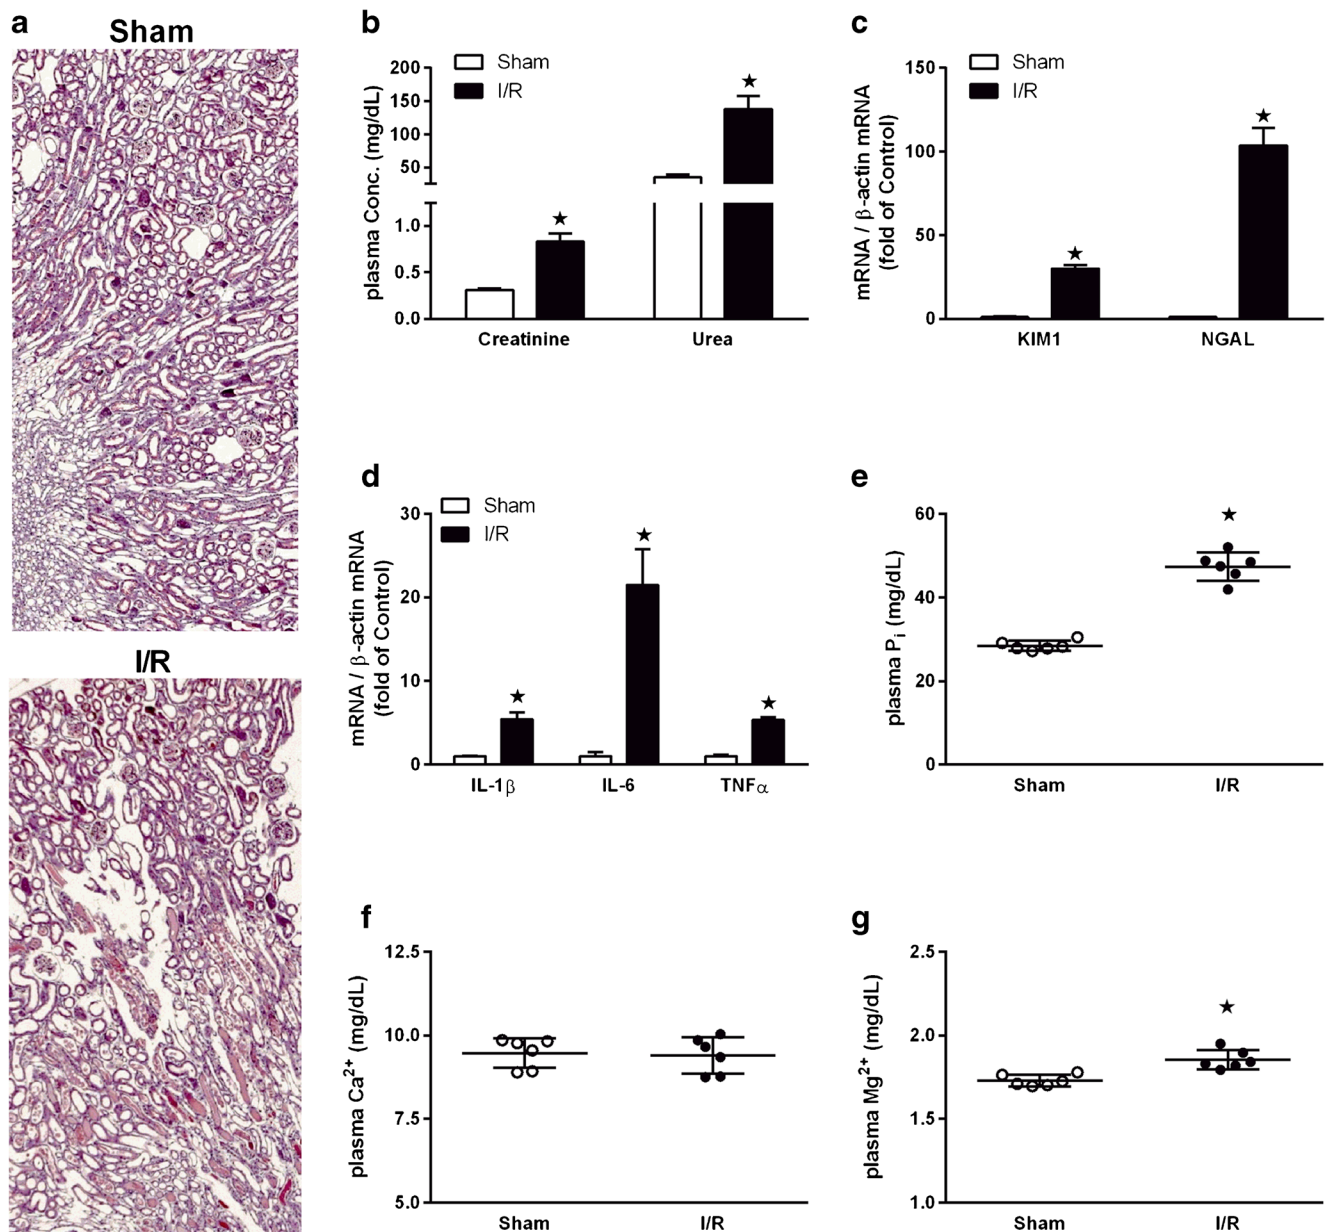 a
Sham
I/R
b
Sham
I/R
plasma Conc. (mg/dL)
200
150
100
50
1.0
0.5
0.0
Creatinine
Urea
★
★
c
Sham
I/R
mRNA / β-actin mRNA
(fold of Control)
150
100
50
0
KIM1
NGAL
★
★
d
Sham
I/R
mRNA / β-actin mRNA
(fold of Control)
30
20
10
0
IL-1β
IL-6
TNFα
★
★
★
e
plasma Pi (mg/dL)
60
40
20
0
Sham
I/R
★
f
plasma Ca2+ (mg/dL)
12.5
10.0
7.5
5.0
Sham
I/R
g
plasma Mg2+ (mg/dL)
2.5
2.0
1.5
1.0
Sham
I/R
★